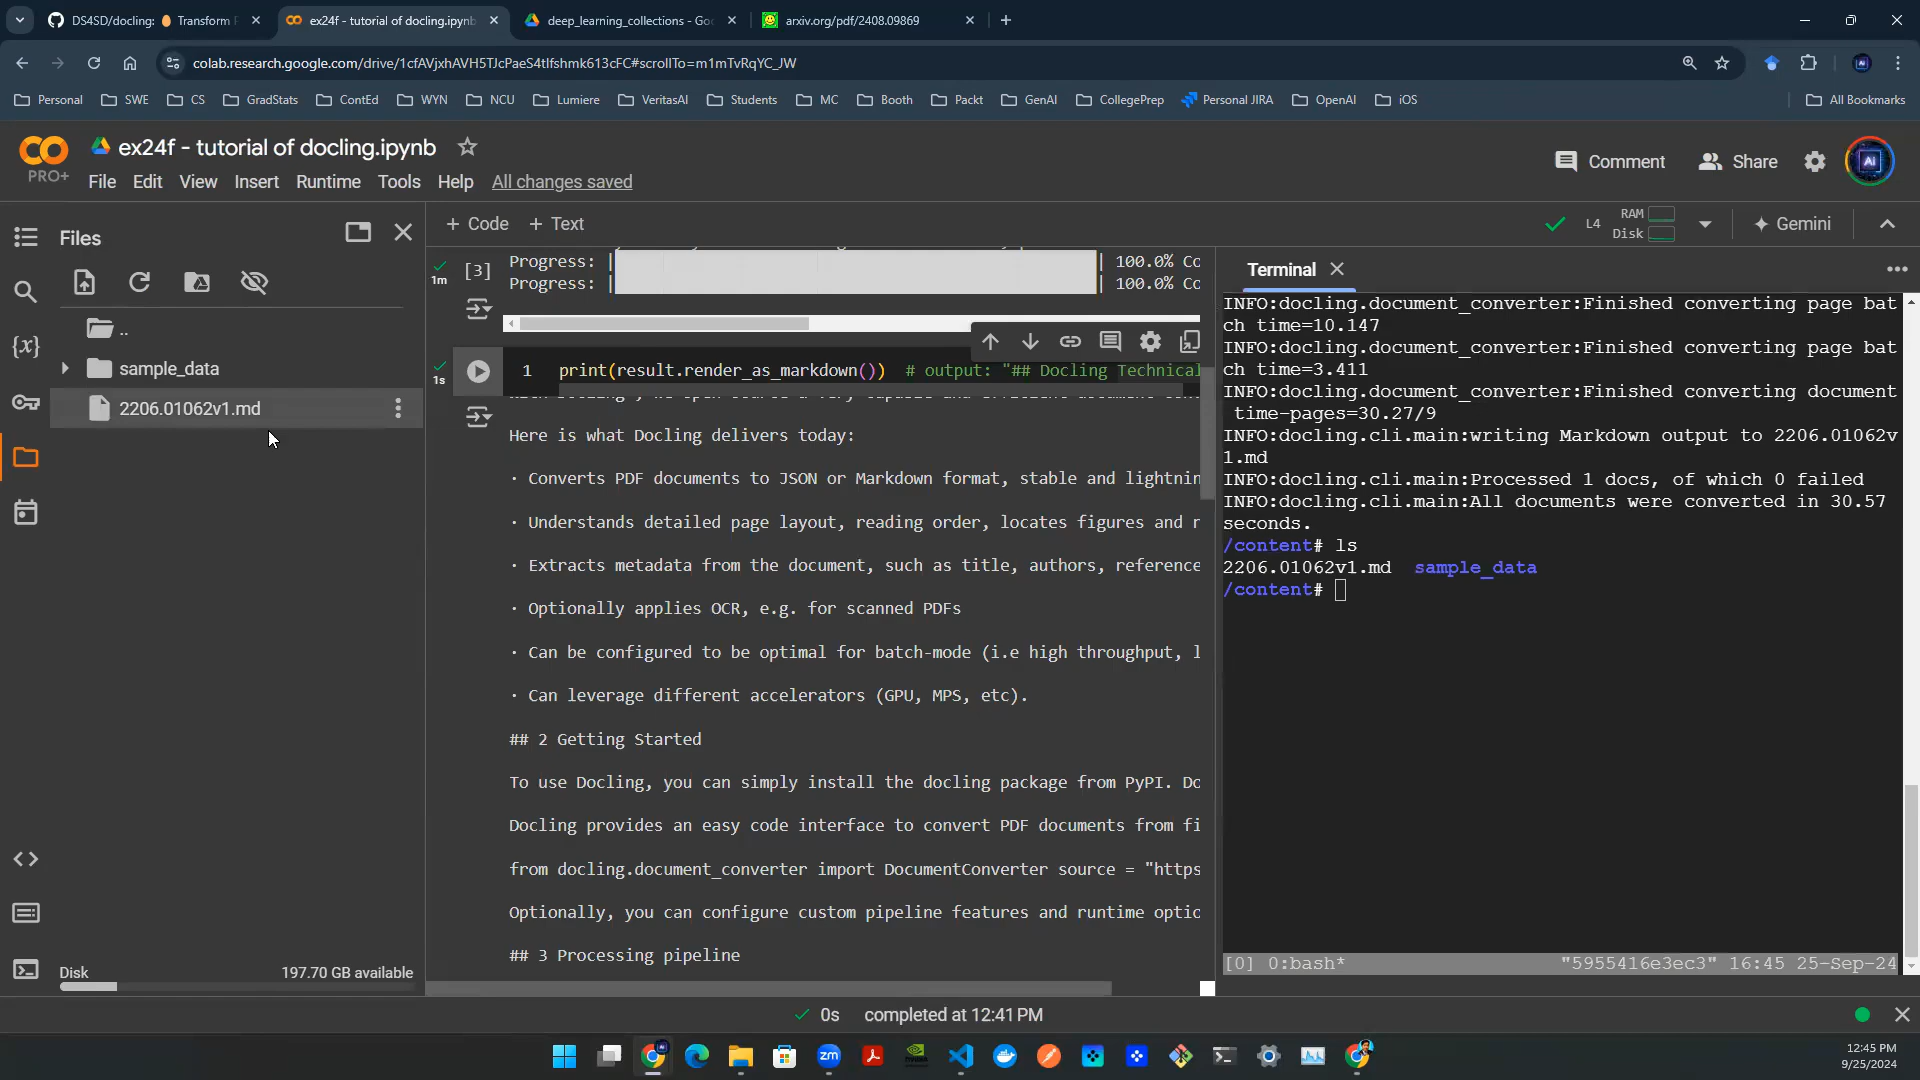 DS4SD/docling: Transform
ex24f - tutorial of docling.ipynb
deep_learning_collections - Goo
arxiv.org/pdf/2408.09869
colab.research.google.com/drive/1cfAVjxhAVH5TJcPaeS4tlfshmk613cFC#scrollTo=m1mTvRqYC_JW
Personal SWE CS GradStats ContEd WYN NCU Lumiere VeritasAI Students MC Booth Packt GenAI CollegePrep Personal JIRA OpenAI iOS All Bookmarks
CO
PRO+
ex24f - tutorial of docling.ipynb
File Edit View Insert Runtime Tools Help All changes saved
Comment Share
Ai
Files
+ Code + Text
L4 RAM
Disk
Gemini
..
sample_data
2206.01062v1.md
Disk 197.70 GB available
1m [3]
Progress: | | 100.0% Co
Progress: | | 100.0% Co
1s
1 print(result.render_as_markdown()) # output: "## Docling Technical
Here is what Docling delivers today:
· Converts PDF documents to JSON or Markdown format, stable and lightnin
· Understands detailed page layout, reading order, locates figures and r
· Extracts metadata from the document, such as title, authors, reference
· Optionally applies OCR, e.g. for scanned PDFs
· Can be configured to be optimal for batch-mode (i.e high throughput, l
· Can leverage different accelerators (GPU, MPS, etc).
## 2 Getting Started
To use Docling, you can simply install the docling package from PyPI. Do
Docling provides an easy code interface to convert PDF documents from fi
from docling.document_converter import DocumentConverter source = "https
Optionally, you can configure custom pipeline features and runtime optio
## 3 Processing pipeline
Terminal
INFO:docling.document_converter:Finished converting page bat
ch time=10.147
INFO:docling.document_converter:Finished converting page bat
ch time=3.411
INFO:docling.document_converter:Finished converting document
time-pages=30.27/9
INFO:docling.cli.main:writing Markdown output to 2206.01062v
1.md
INFO:docling.cli.main:Processed 1 docs, of which 0 failed
INFO:docling.cli.main:All documents were converted in 30.57
seconds.
/content# ls
2206.01062v1.md sample_data
/content#
[0] 0:bash* "5955416e3ec3" 16:45 25-Sep-24
0s completed at 12:41 PM
12:45 PM
9/25/2024